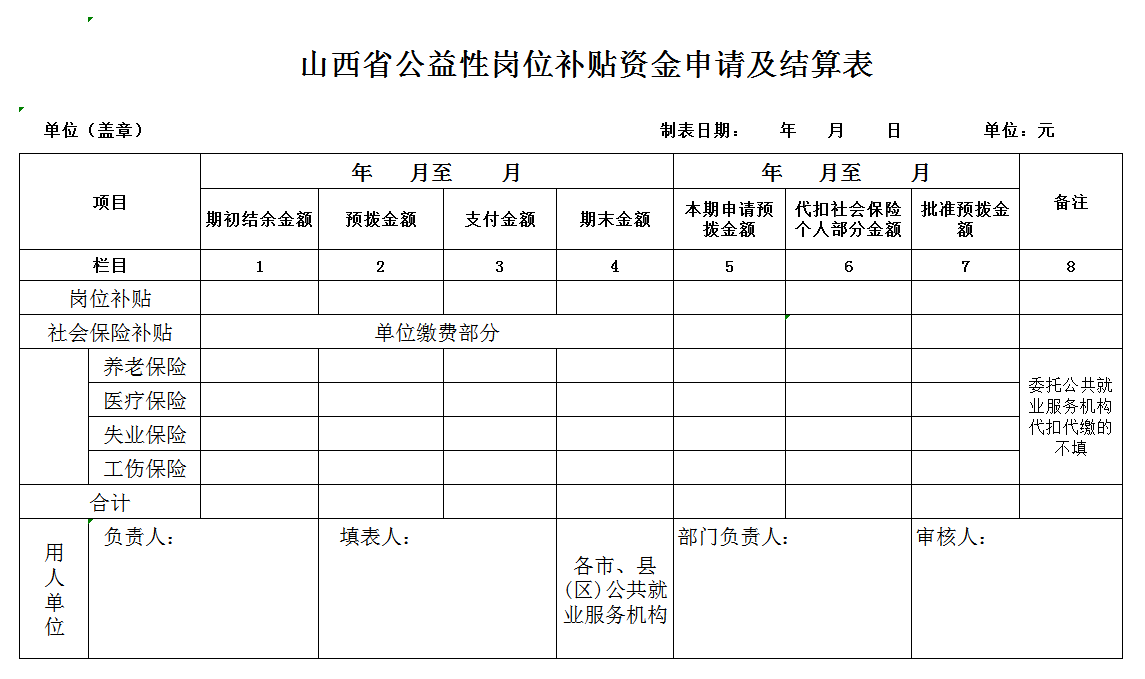 山西省公益性岗位补贴资金申请及结算表
单位（盖章）
制表日期： 年 月 日
单位：元
项目
年 月至 月
年 月至 月
备注
期初结余金额
预拨金额
支付金额
期末金额
本期申请预
拨金额
代扣社会保险
个人部分金额
批准预拨金
额
栏目
1
2
3
4
5
6
7
8
岗位补贴
社会保险补贴
单位缴费部分
养老保险
医疗保险
失业保险
工伤保险
委托公共就
业服务机构
代扣代缴的
不填
合计
用
人
单
位
负责人：
填表人：
各市、县
(区)公共就
业服务机构
部门负责人：
审核人：